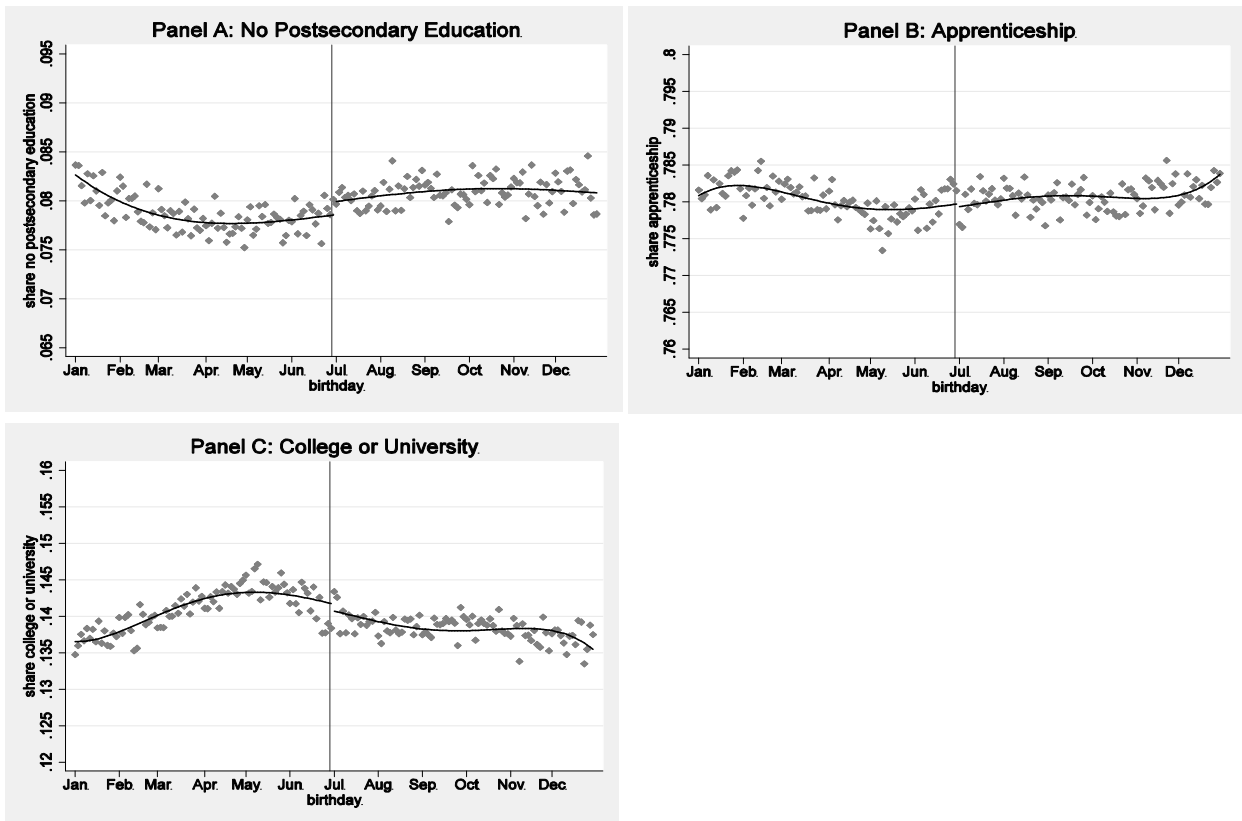 Panel A: No Postsecondary Education.
share no postsecondary education
.095
.09
.085
.08
.075
.07
.065
Jan. Feb. Mar. Apr. May. Jun. Jul Aug. Sep. Oct Nov. Dec.
birthday.
Panel B: Apprenticeship.
share apprenticeship
.8
.795
.79
.785
.78
.775
.77
.765
.76
Jan. Feb. Mar. Apr. May. Jun. Jul Aug. Sep. Oct Nov. Dec.
birthday.
Panel C: College or University.
share college or university
.16
.155
.15
.145
.14
.135
.13
.125
.12
Jan. Feb. Mar. Apr. May. Jun. Jul. Aug. Sep. Oct Nov. Dec.
birthday.